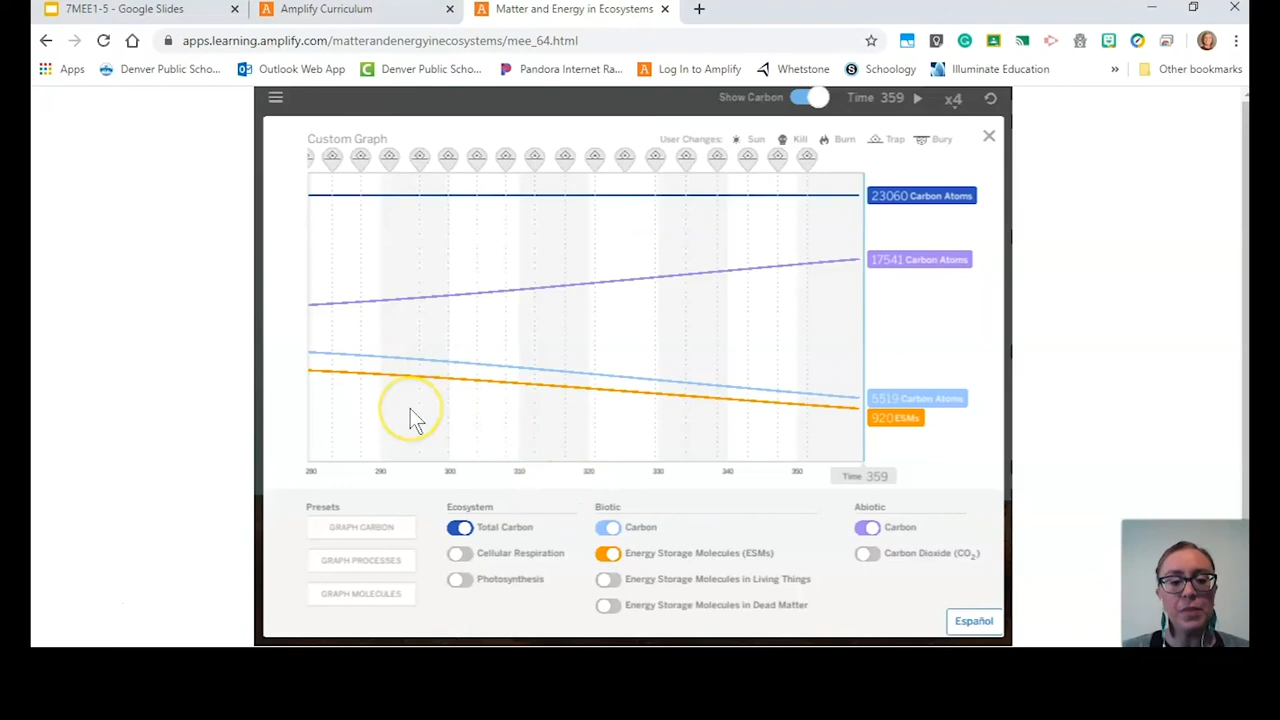 7MEE1-5 - Google Slides
Amplify Curriculum
Matter and Energy in Ecosystems
apps.learning.amplify.com/matterandenergyinecosystems/mee_64.html
Apps Denver Public Scho... Outlook Web App Denver Public Scho... Pandora Internet Ra... Log In to Amplify Whetstone Schoology Illuminate Education » Other bookmarks
Show Carbon Time 359 x4
Custom Graph User Changes: Sun Kill Burn Trap Bury
23060 Carbon Atoms
17541 Carbon Atoms
5519 Carbon Atoms
920 ESMs
280 290 300 310 320 330 340 350
Time 359
Presets Ecosystem Biotic Abiotic
GRAPH CARBON Total Carbon Carbon Carbon
Cellular Respiration Energy Storage Molecules (ESMs) Carbon Dioxide (CO2)
GRAPH PROCESSES
Photosynthesis Energy Storage Molecules in Living Things
GRAPH MOLECULES
Energy Storage Molecules in Dead Matter
Español